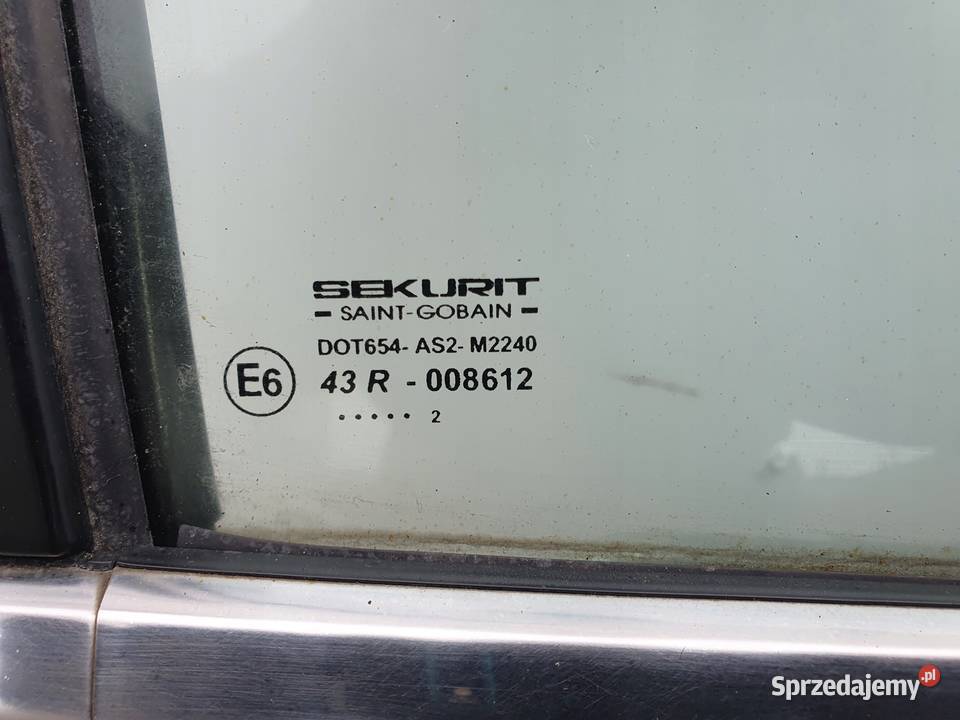 SEKURIT
- SAINT-GOBAIN -
DOT654- AS2- M2240
E6
43 R - 008612
..... 2
Sprzedajemy.pl